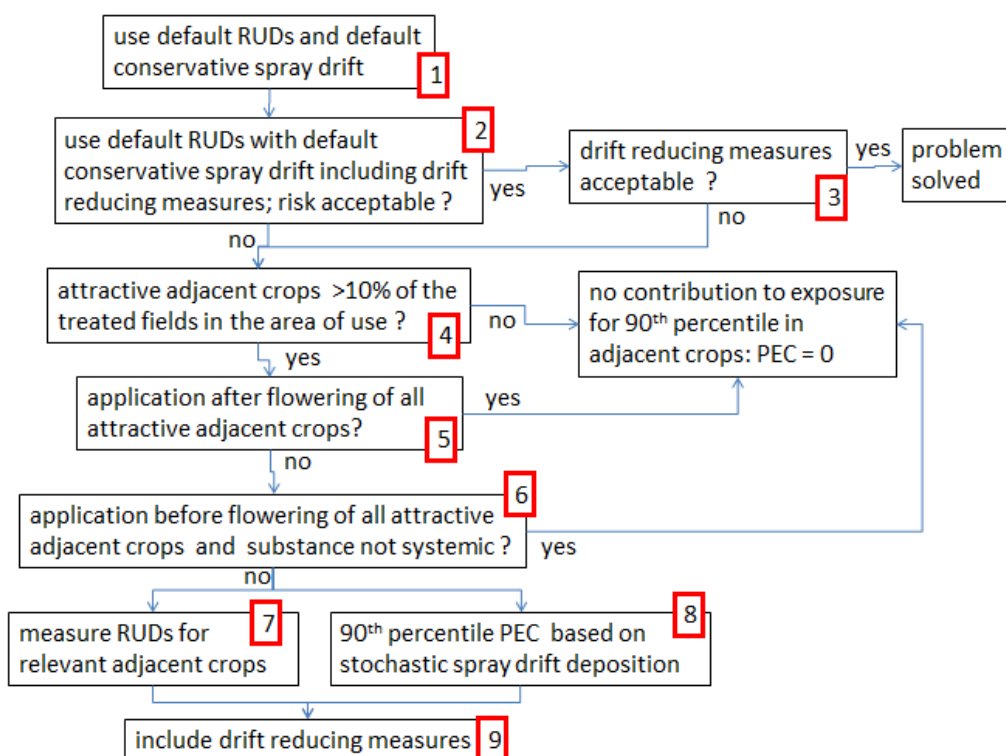 use default RUDs and default
conservative spray drift
1
use default RUDs with default
conservative spray drift including drift
reducing measures; risk acceptable ?
2
yes
drift reducing measures
acceptable ?
3
yes
problem
solved
no
no
attractive adjacent crops >10% of the
treated fields in the area of use ?
4
no
no contribution to exposure
for 90th percentile in
adjacent crops: PEC = 0
yes
application after flowering of all
attractive adjacent crops?
5
yes
no
application before flowering of all attractive
adjacent crops and substance not systemic ?
6
yes
no
measure RUDs for
relevant adjacent crops
7
90th percentile PEC based on
stochastic spray drift deposition
8
include drift reducing measures
9